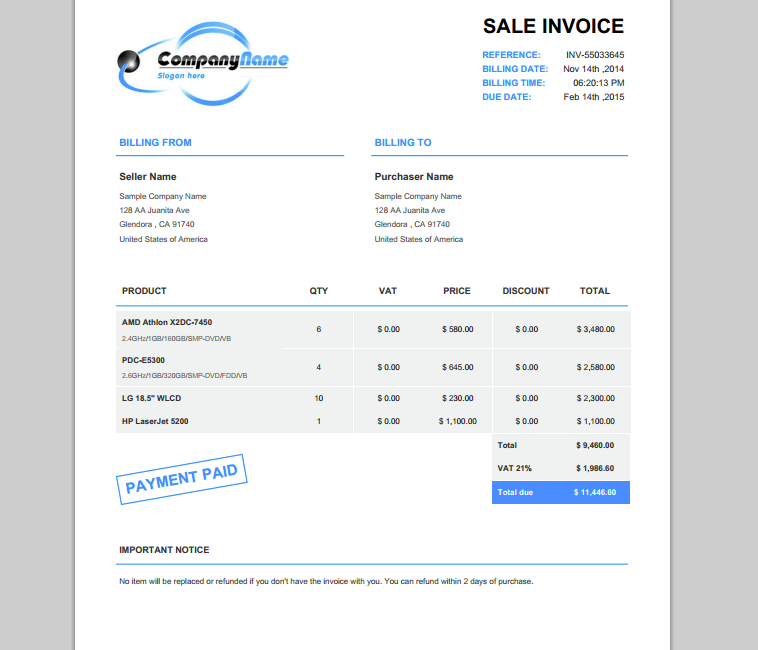 CompanyName
Slogan here
SALE INVOICE
REFERENCE: INV-55033645
BILLING DATE: Nov 14th ,2014
BILLING TIME: 06:20:13 PM
DUE DATE: Feb 14th ,2015
BILLING FROM
Seller Name
Sample Company Name
128 AA Juanita Ave
Glendora , CA 91740
United States of America
BILLING TO
Purchaser Name
Sample Company Name
128 AA Juanita Ave
Glendora , CA 91740
United States of America
PRODUCT QTY VAT PRICE DISCOUNT TOTAL
AMD Athlon X2DC-7450
2.4GHz/1GB/160GB/SMP-DVD/VB
6 $ 0.00 $ 580.00 $ 0.00 $ 3,480.00
PDC-E5300
2.6GHz/1GB/320GB/SMP-DVD/FDD/VB
4 $ 0.00 $ 645.00 $ 0.00 $ 2,580.00
LG 18.5" WLCD 10 $ 0.00 $ 230.00 $ 0.00 $ 2,300.00
HP LaserJet 5200 1 $ 0.00 $ 1,100.00 $ 0.00 $ 1,100.00
Total $ 9,460.00
VAT 21% $ 1,986.60
Total due $ 11,446.60
PAYMENT PAID
IMPORTANT NOTICE
No item will be replaced or refunded if you don't have the invoice with you. You can refund within 2 days of purchase.